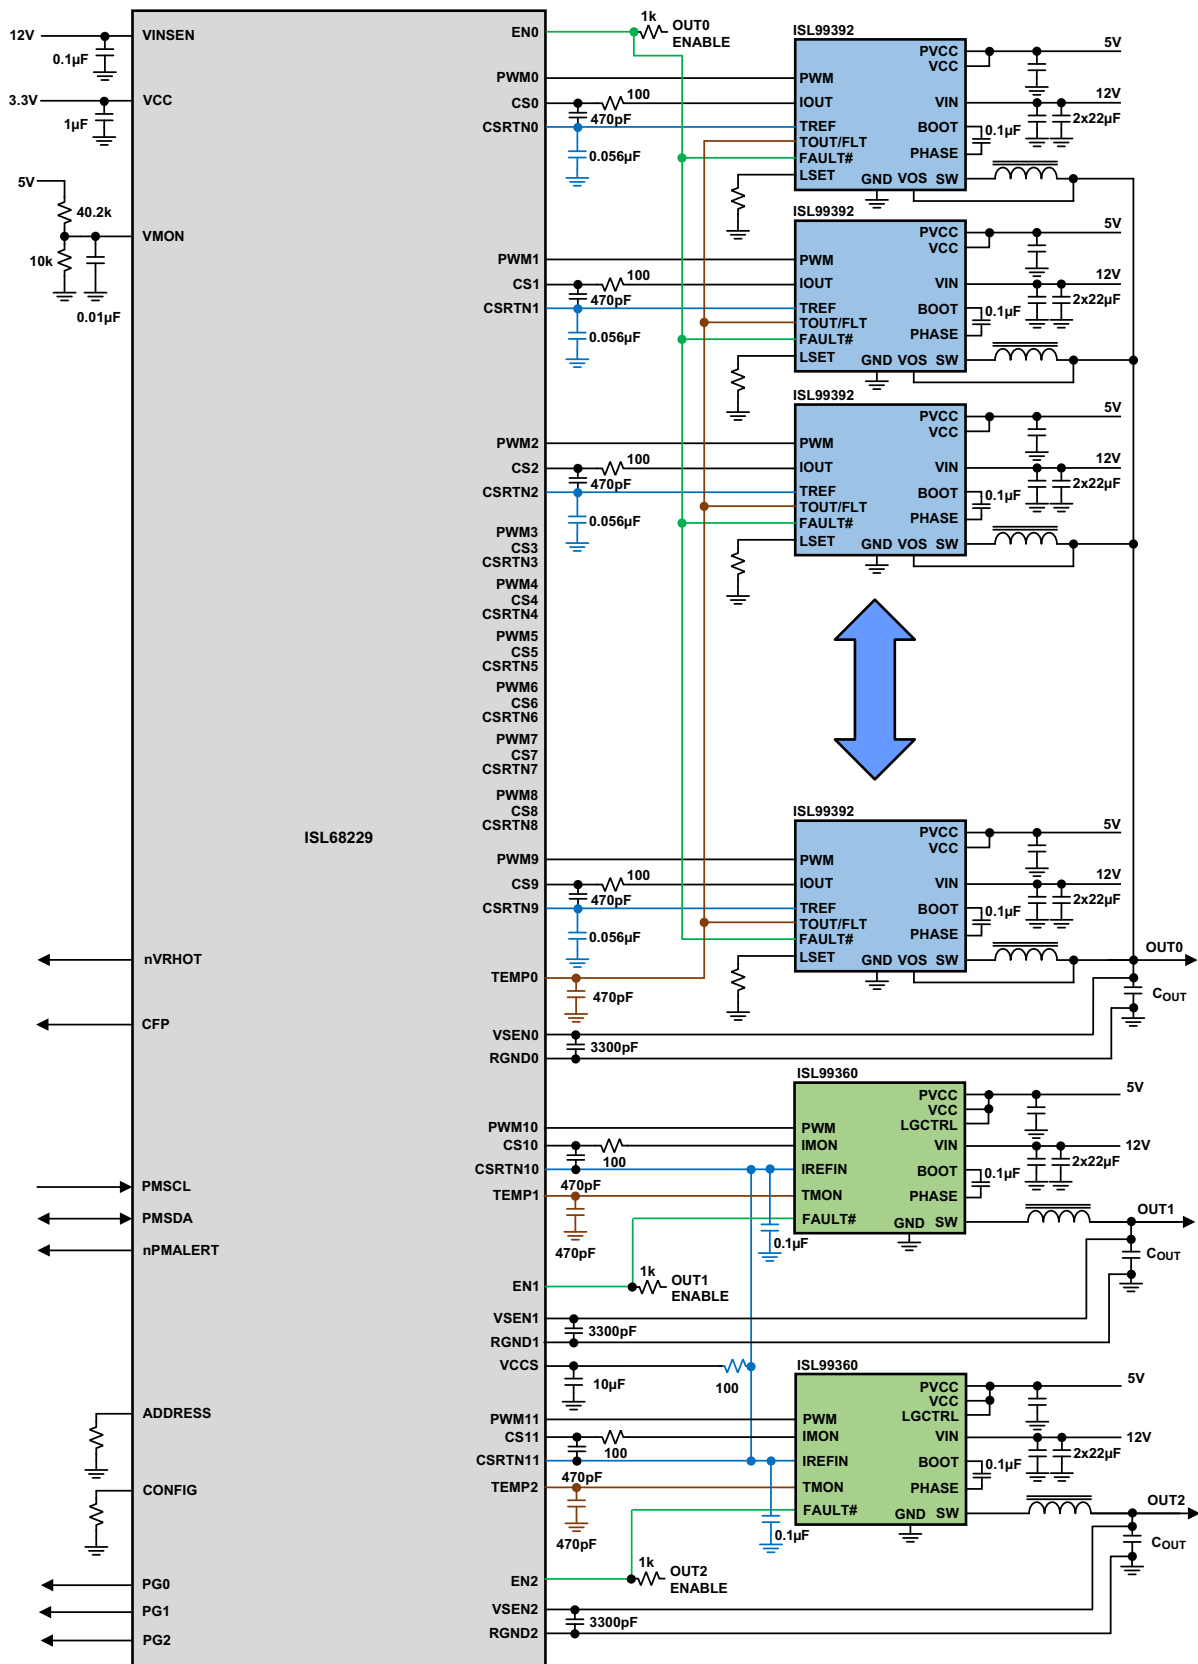 12V
VINSEN
0.1µF
3.3V
VCC
1µF
5V
40.2k
VMON
10k
0.01µF
ISL68229
nVRHOT
CFP
PMSCL
PMSDA
nPMALERT
ADDRESS
CONFIG
PG0
PG1
PG2
EN0
1k
OUT0
ENABLE
PWM0
CS0
100
470pF
CSRTN0
0.056µF
ISL99392
PWM
IOUT
TREF
TOUT/FLT
FAULT#
LSET
GND VOS SW
PVCC
VCC
VIN
BOOT
PHASE
5V
12V
2x22µF
0.1µF
PWM1
CS1
100
470pF
CSRTN1
0.056µF
ISL99392
PWM
IOUT
TREF
TOUT/FLT
FAULT#
LSET
GND VOS SW
PVCC
VCC
VIN
BOOT
PHASE
5V
12V
2x22µF
0.1µF
PWM2
CS2
100
470pF
CSRTN2
0.056µF
ISL99392
PWM
IOUT
TREF
TOUT/FLT
FAULT#
LSET
GND VOS SW
PVCC
VCC
VIN
BOOT
PHASE
5V
12V
2x22µF
0.1µF
PWM3
CS3
CSRTN3
PWM4
CS4
CSRTN4
PWM5
CS5
CSRTN5
PWM6
CS6
CSRTN6
PWM7
CS7
CSRTN7
PWM8
CS8
CSRTN8
PWM9
CS9
100
470pF
CSRTN9
0.056µF
ISL99392
PWM
IOUT
TREF
TOUT/FLT
FAULT#
LSET
GND VOS SW
PVCC
VCC
VIN
BOOT
PHASE
5V
12V
2x22µF
0.1µF
OUT0
COUT
TEMP0
470pF
VSEN0
3300pF
RGND0
ISL99360
PWM10
CS10
100
CSRTN10
470pF
TEMP1
470pF
0.1µF
PWM
IMON
IREFIN
TMON
FAULT#
GND SW
PVCC
VCC
LGCTRL
VIN
BOOT
PHASE
5V
12V
2x22µF
0.1µF
OUT1
COUT
EN1
1k
OUT1
ENABLE
VSEN1
3300pF
RGND1
VCCS
10µF
100
ISL99360
PWM11
CS11
100
CSRTN11
470pF
TEMP2
470pF
0.1µF
PWM
IMON
IREFIN
TMON
FAULT#
GND SW
PVCC
VCC
LGCTRL
VIN
BOOT
PHASE
5V
12V
2x22µF
0.1µF
OUT2
COUT
EN2
1k
OUT2
ENABLE
VSEN2
3300pF
RGND2